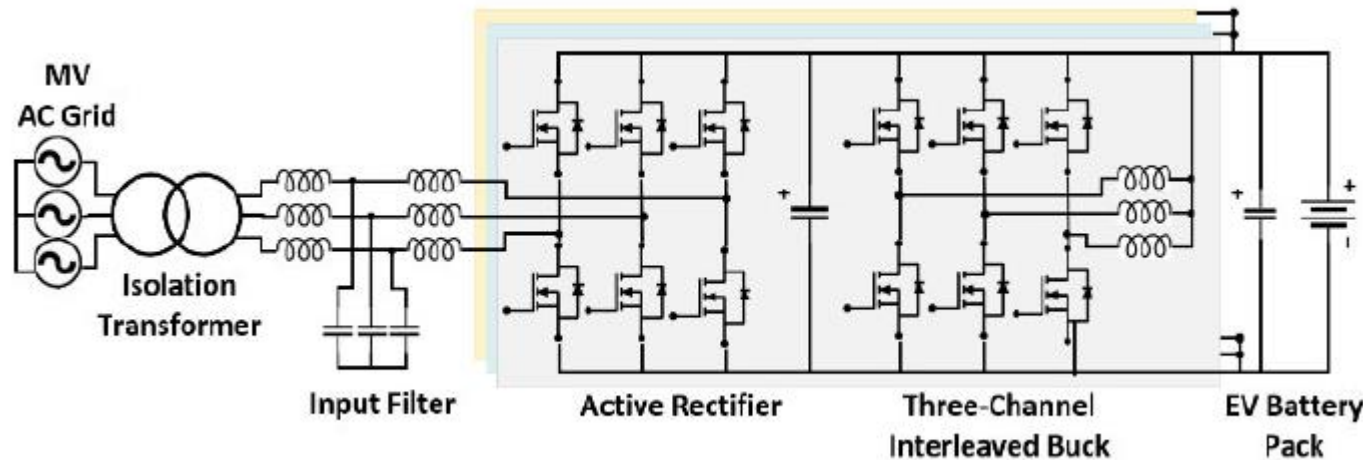 MV
AC Grid
Isolation
Transformer
Input Filter
Active Rectifier
Three-Channel
Interleaved Buck
EV Battery
Pack
+
+
+
-